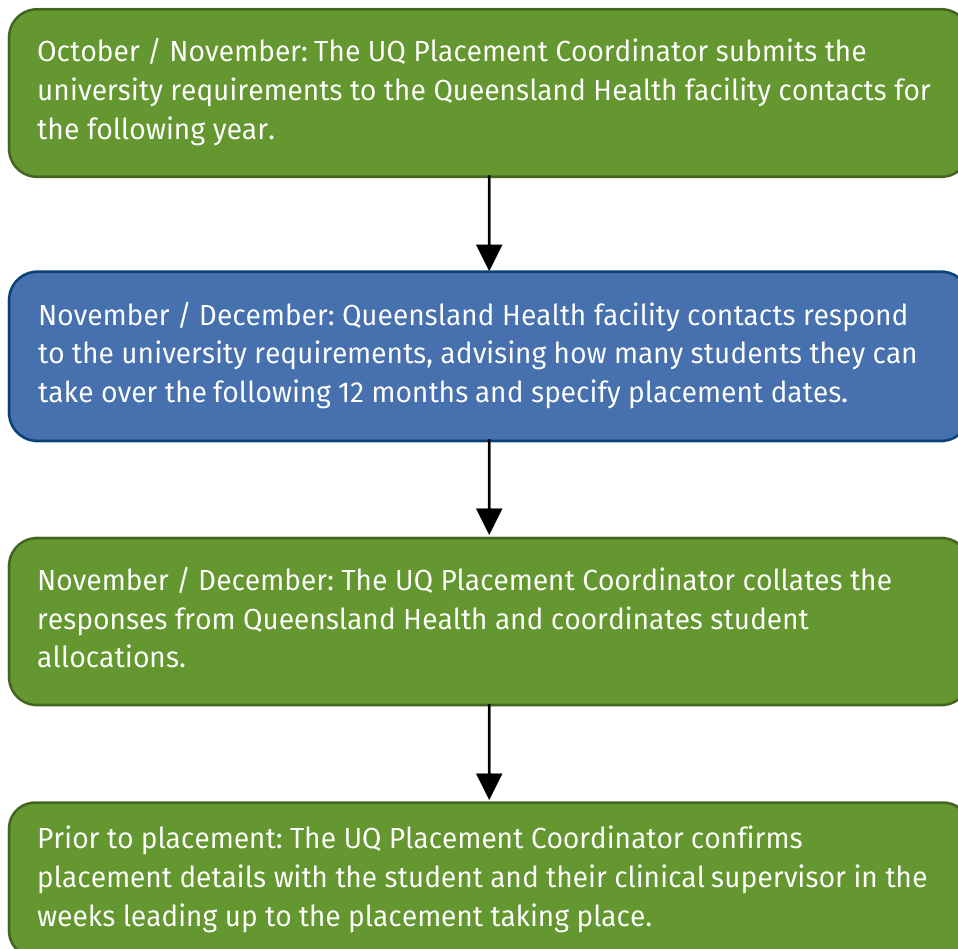 October / November: The UQ Placement Coordinator submits the
university requirements to the Queensland Health facility contacts for
the following year.
November / December: Queensland Health facility contacts respond
to the university requirements, advising how many students they can
take over the following 12 months and specify placement dates.
November / December: The UQ Placement Coordinator collates the
responses from Queensland Health and coordinates student
allocations.
Prior to placement: The UQ Placement Coordinator confirms
placement details with the student and their clinical supervisor in the
weeks leading up to the placement taking place.